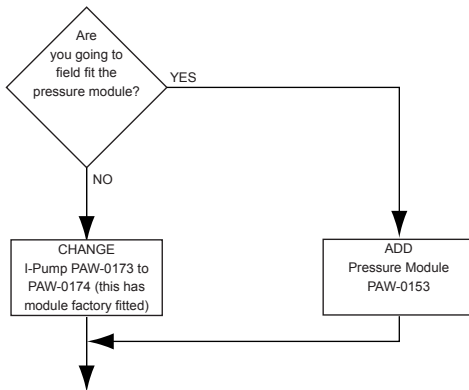 Are
you going to
field fit the
pressure module?
YES
NO
CHANGE
I-Pump PAW-0173 to
PAW-0174 (this has
module factory fitted)
ADD
Pressure Module
PAW-0153